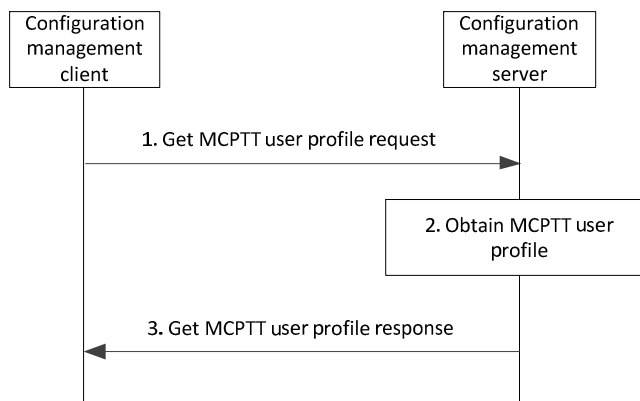 Configuration
management
client
Configuration
management
server
1. Get MCPTT user profile request
2. Obtain MCPTT user
profile
3. Get MCPTT user profile response